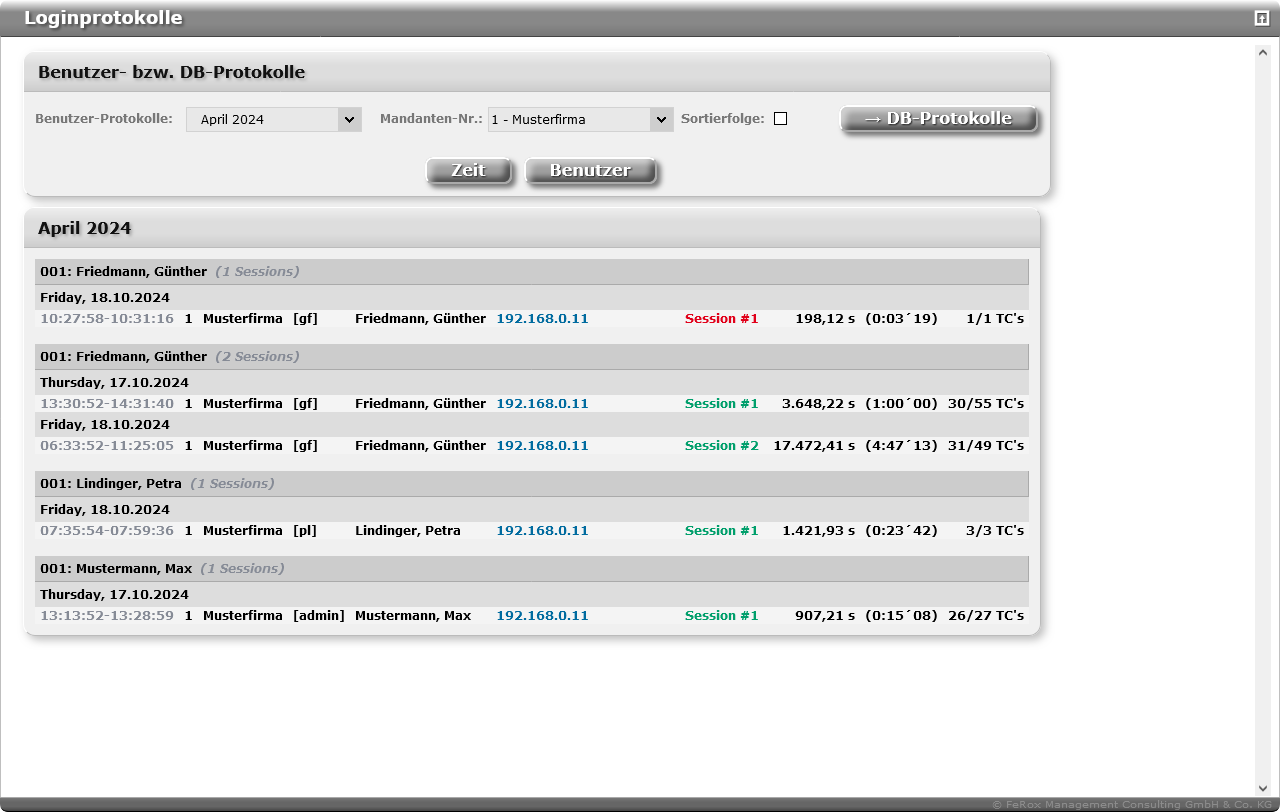 Loginprotokolle
Benutzer- bzw. DB-Protokolle
Benutzer-Protokolle: April 2024 Mandanten-Nr.: 1 - Musterfirma Sortierfolge: → DB-Protokolle
Zeit Benutzer
April 2024
001: Friedmann, Günther (1 Sessions)
Friday, 18.10.2024
10:27:58-10:31:16 1 Musterfirma [gf] Friedmann, Günther 192.168.0.11 Session #1 198,12 s (0:03´19) 1/1 TC's
001: Friedmann, Günther (2 Sessions)
Thursday, 17.10.2024
13:30:52-14:31:40 1 Musterfirma [gf] Friedmann, Günther 192.168.0.11 Session #1 3.648,22 s (1:00´00) 30/55 TC's
Friday, 18.10.2024
06:33:52-11:25:05 1 Musterfirma [gf] Friedmann, Günther 192.168.0.11 Session #2 17.472,41 s (4:47´13) 31/49 TC's
001: Lindinger, Petra (1 Sessions)
Friday, 18.10.2024
07:35:54-07:59:36 1 Musterfirma [pl] Lindinger, Petra 192.168.0.11 Session #1 1.421,93 s (0:23´42) 3/3 TC's
001: Mustermann, Max (1 Sessions)
Thursday, 17.10.2024
13:13:52-13:28:59 1 Musterfirma [admin] Mustermann, Max 192.168.0.11 Session #1 907,21 s (0:15´08) 26/27 TC's
© FeRox Management Consulting GmbH & Co. KG